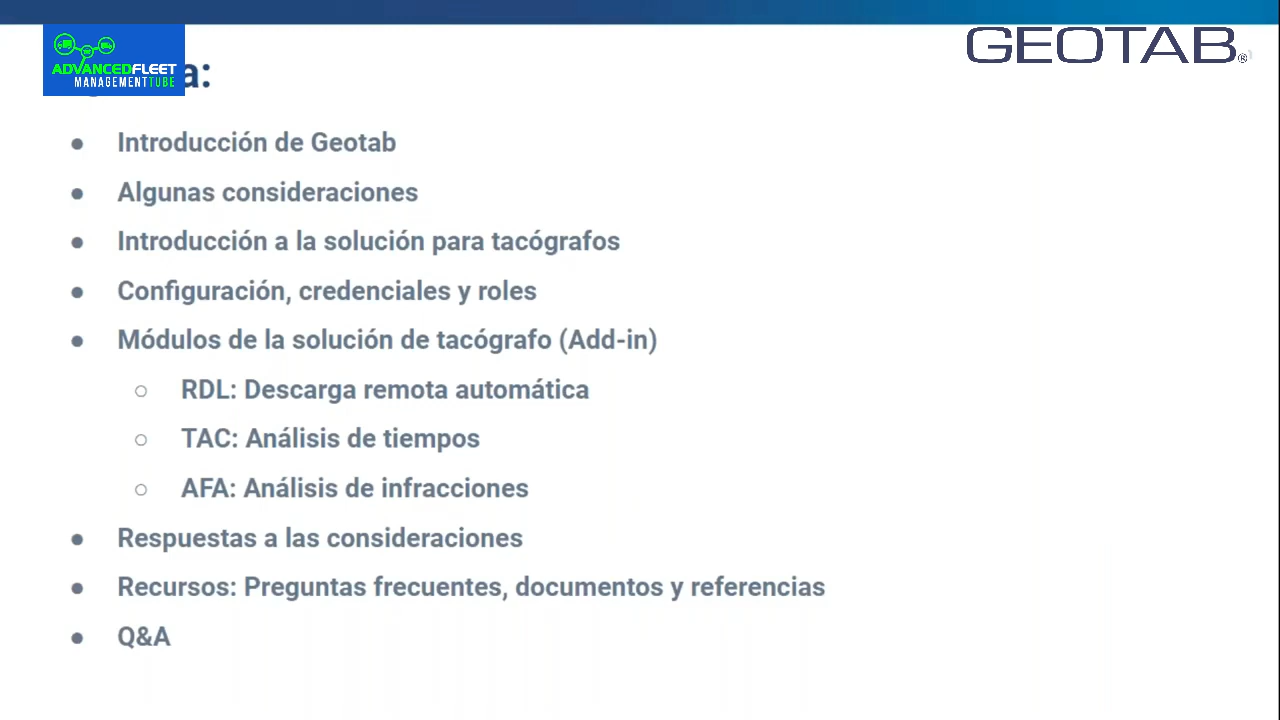 GEOTAB®
ADVANCEDFLEET
MANAGEMENTTUBE
Introducción de Geotab
Algunas consideraciones
Introducción a la solución para tacógrafos
Configuración, credenciales y roles
Módulos de la solución de tacógrafo (Add-in)
RDL: Descarga remota automática
TAC: Análisis de tiempos
AFA: Análisis de infracciones
Respuestas a las consideraciones
Recursos: Preguntas frecuentes, documentos y referencias
Q&A